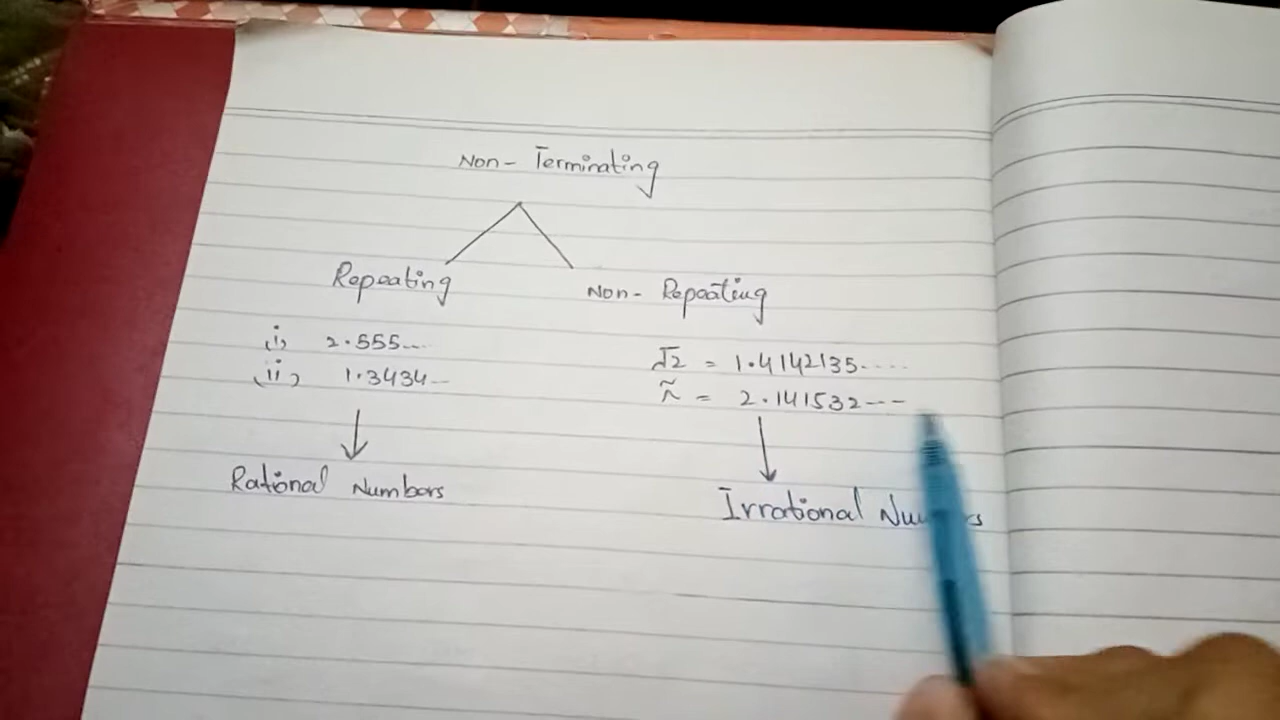 Non-Terminating
Repeating
Non-Repeating
(i) 2.555...
(ii) 1.3434...
√2 = 1.4142135.....
π = 2.141532---
Rational Numbers
Irrational